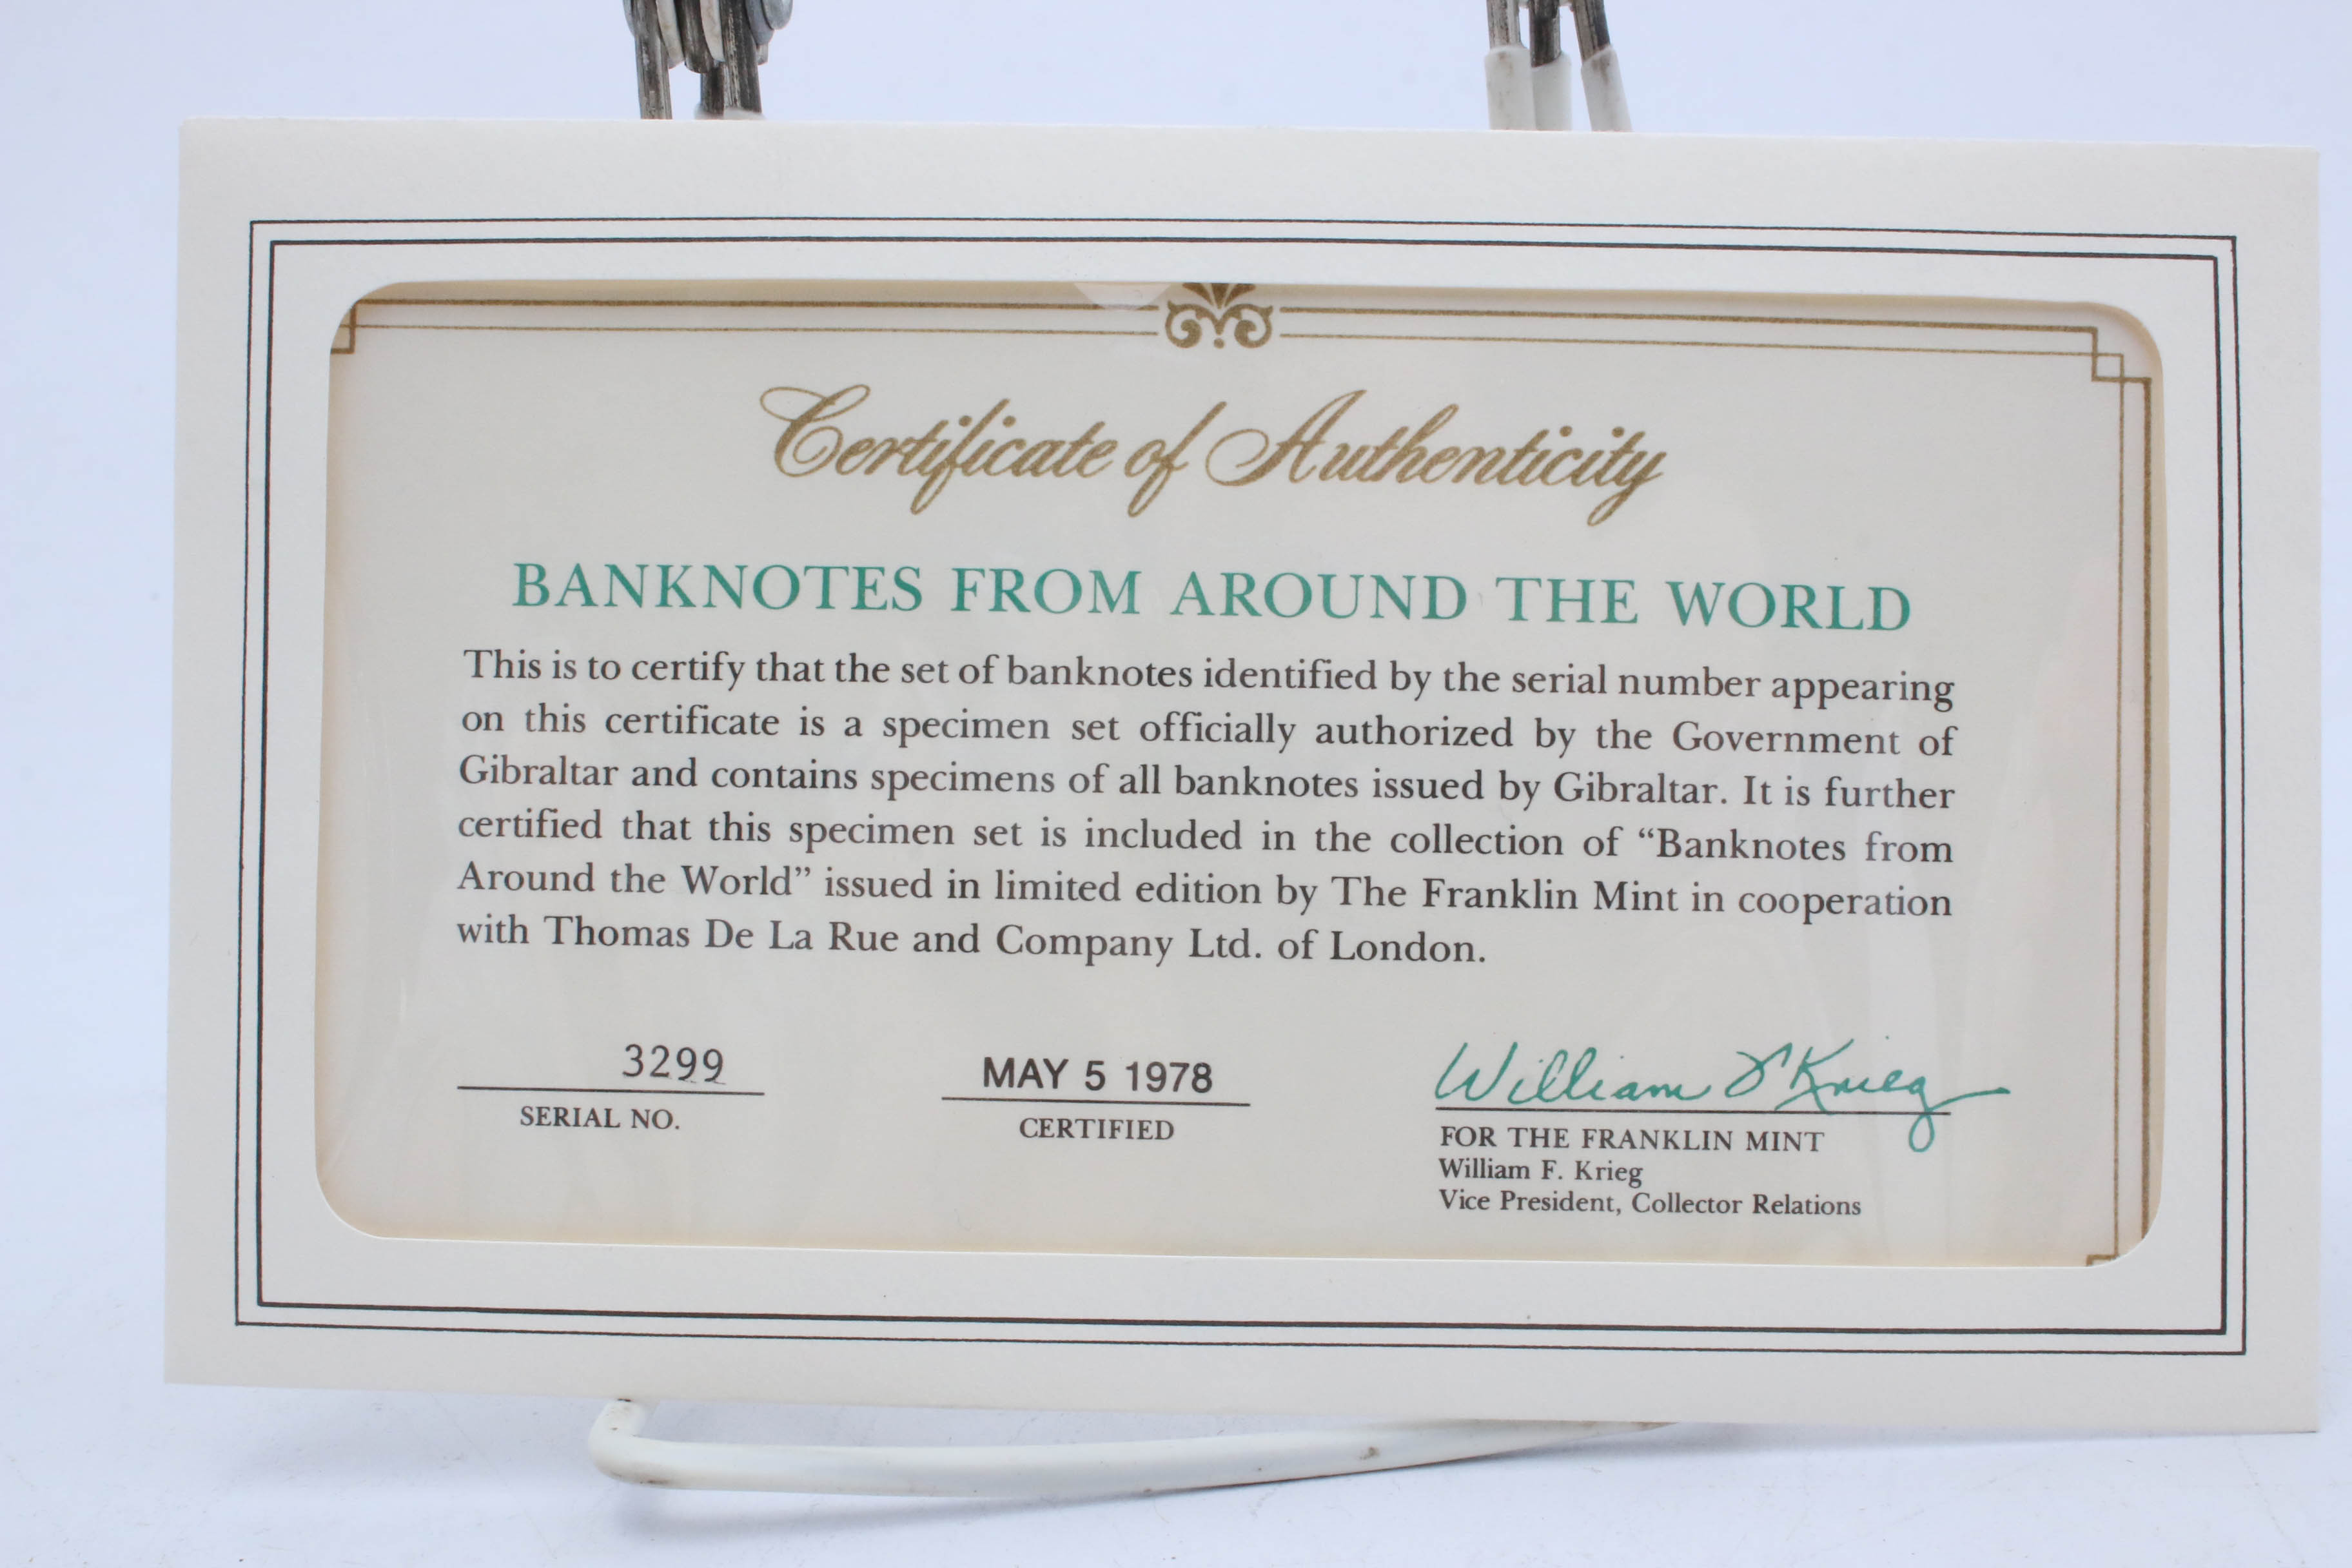 Certificate of Authenticity
BANKNOTES FROM AROUND THE WORLD
This is to certify that the set of banknotes identified by the serial number appearing
on this certificate is a specimen set officially authorized by the Government of
Gibraltar and contains specimens of all banknotes issued by Gibraltar. It is further
certified that this specimen set is included in the collection of “Banknotes from
Around the World” issued in limited edition by The Franklin Mint in cooperation
with Thomas De La Rue and Company Ltd. of London.
3299
SERIAL NO.
MAY 5 1978
CERTIFIED
William F Krieg
FOR THE FRANKLIN MINT
William F. Krieg
Vice President, Collector Relations